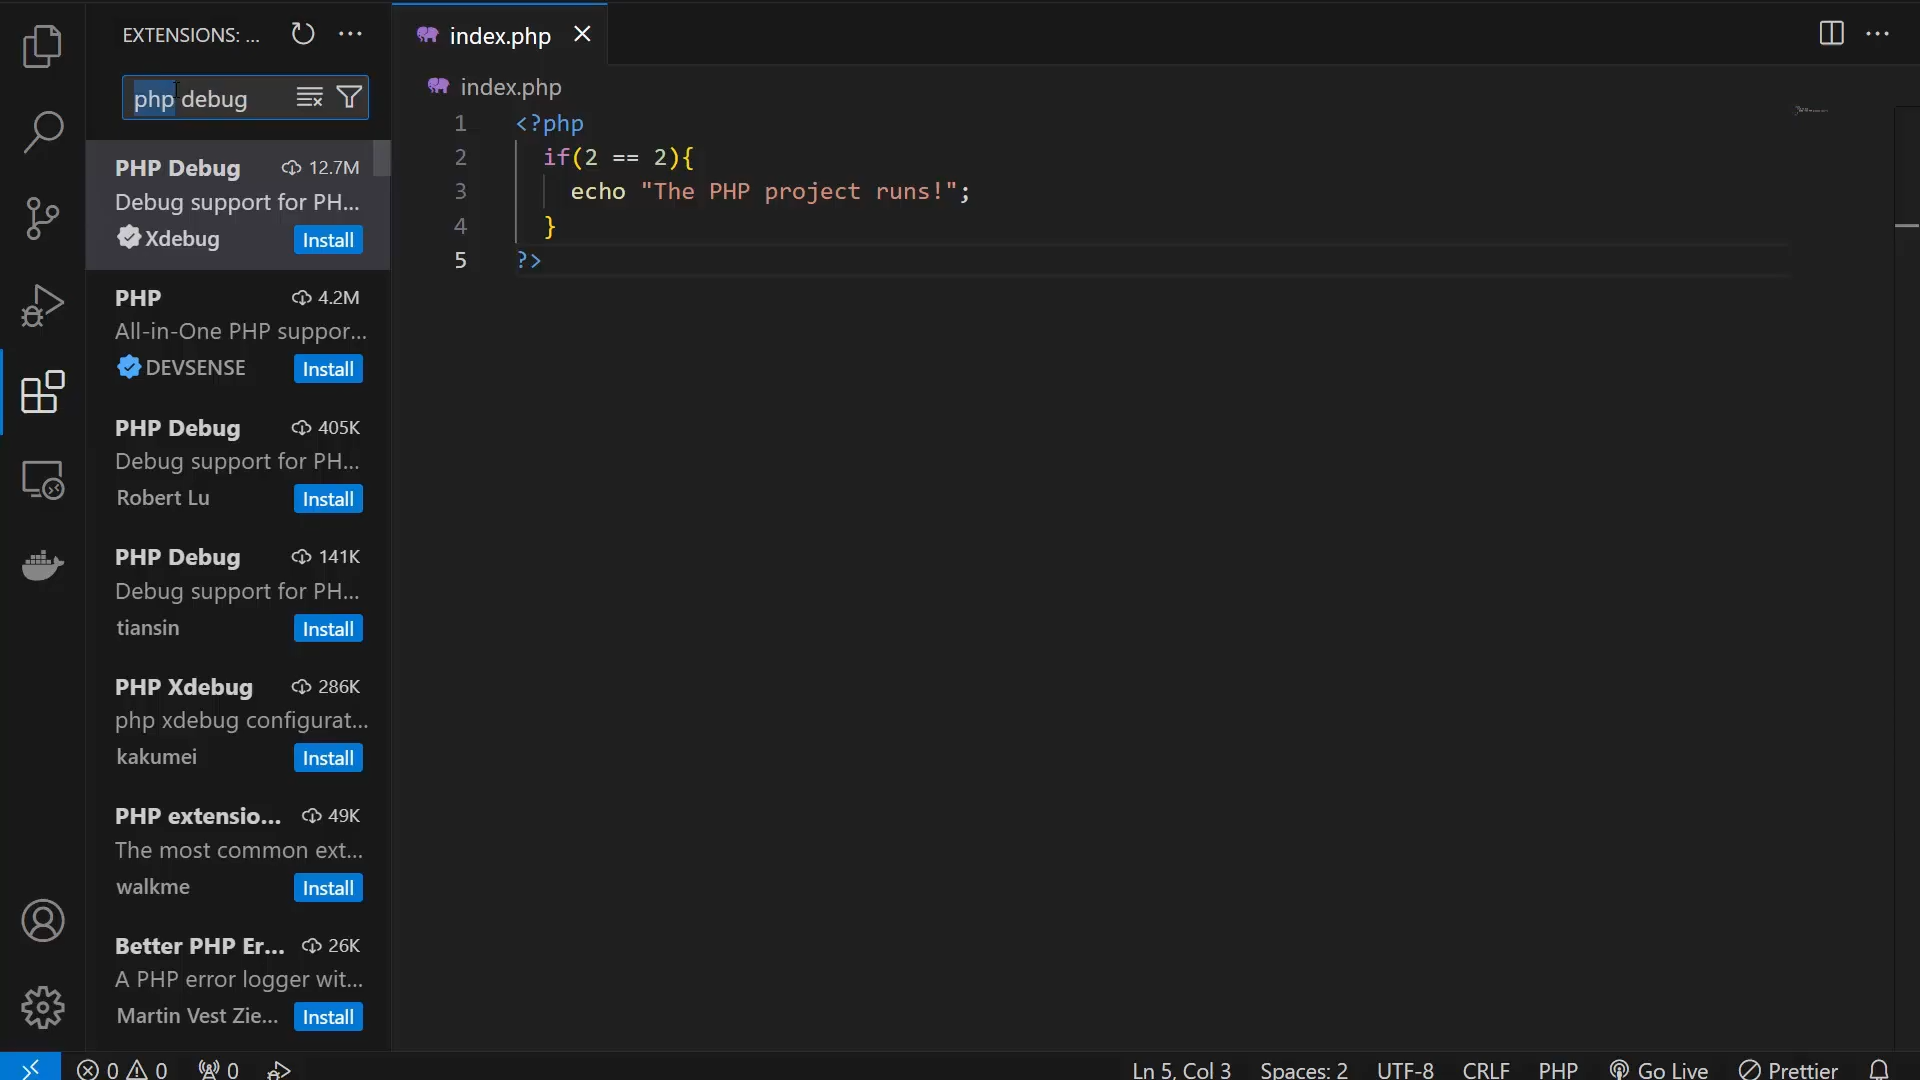 EXTENSIONS: ...
index.php
php debug
index.php
PHP Debug 12.7M
Debug support for PH...
Xdebug Install
PHP 4.2M
All-in-One PHP suppor...
DEVSENSE Install
PHP Debug 405K
Debug support for PH...
Robert Lu Install
PHP Debug 141K
Debug support for PH...
tiansin Install
PHP Xdebug 286K
php xdebug configurat...
kakumei Install
PHP extensio... 49K
The most common ext...
walkme Install
Better PHP Er... 26K
A PHP error logger wit...
Martin Vest Zie... Install
1 <?php
2 if(2 == 2){
3 echo "The PHP project runs!";
4 }
5 ?>
0 0 0 Ln 5, Col 3 Spaces: 2 UTF-8 CRLF PHP Go Live Prettier